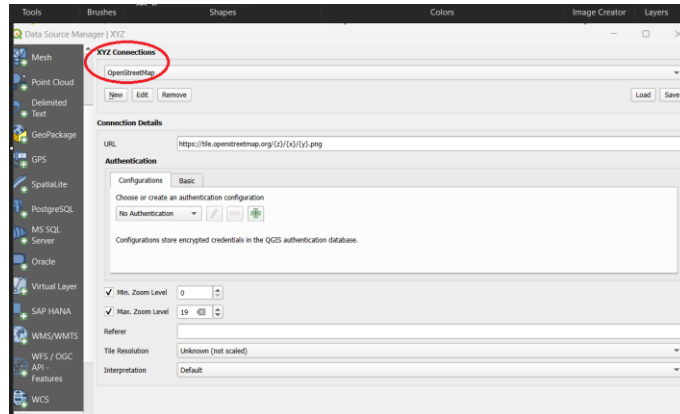 Tools Brushes Shapes Colors Image Creator Layers
Data Source Manager | XYZ
Mesh
Point Cloud
Delimited
Text
GeoPackage
GPS
SpatiaLite
PostgreSQL
MS SQL
Server
Oracle
Virtual Layer
SAP HANA
WMS/WMTS
WFS / OGC
API -
Features
WCS
XYZ Connections
OpenStreetMap
New Edit Remove Load Save
Connection Details
URL https://tile.openstreetmap.org/{z}/{x}/{y}.png
Authentication
Configurations Basic
Choose or create an authentication configuration
No Authentication
Configurations store encrypted credentials in the QGIS authentication database.
Min. Zoom Level 0
Max. Zoom Level 19
Referer
Tile Resolution Unknown (not scaled)
Interpretation Default